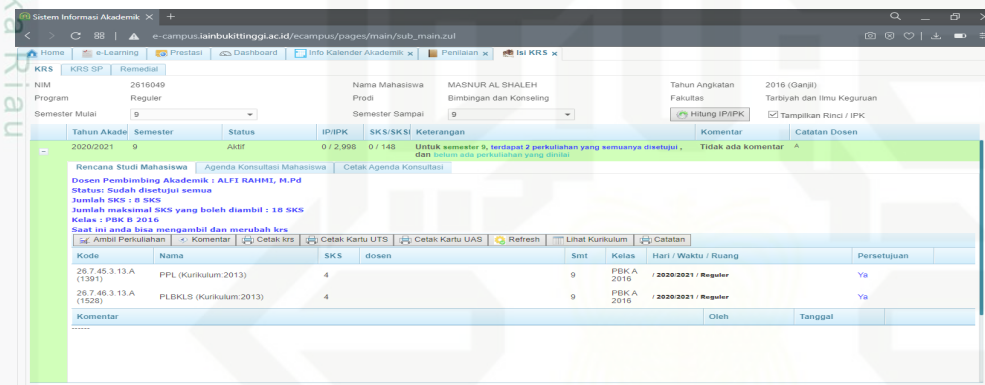 Sistem Informasi Akademik
e-campus.iainbukittinggi.ac.id/ecampus/pages/main/sub_main.zul
Home e-Learning Prestasi Dashboard Info Kalender Akademik Penilaian Isi KRS
KRS KRS SP Remedial
NIM 2616049 Nama Mahasiswa MASNUR AL SHALEH Tahun Angkatan 2016 (Ganjil)
Program Reguler Prodi Bimbingan dan Konseling Fakultas Tarbiyah dan Ilmu Keguruan
Semester Mulai 9 Semester Sampai 9 Hitung IP/IPK Tampilkan Rinci / IPK
Tahun Akade Semester Status IP/IPK SKS/SKSI Keterangan Komentar Catatan Dosen
2020/2021 9 Aktif 0 / 2,998 0 / 148 Untuk semester 9, terdapat 2 perkuliahan yang semuanya disetujui , Tidak ada komentar ^
dan belum ada perkuliahan yang dinilai.
Rencana Studi Mahasiswa Agenda Konsultasi Mahasiswa Cetak Agenda Konsultasi
Dosen Pembimbing Akademik : ALFI RAHMI, M.Pd
Status: Sudah disetujui semua
Jumlah SKS : 8 SKS
Jumlah maksimal SKS yang boleh diambil : 18 SKS
Kelas : PBK B 2016
Saat ini anda bisa mengambil dan merubah krs
Ambil Perkuliahan Komentar Cetak krs Cetak Kartu UTS Cetak Kartu UAS Refresh Lihat Kurikulum Catatan
Kode Nama SKS dosen Smt Kelas Hari / Waktu / Ruang Persetujuan
26.7.45.3.13.A (1391) PPL (Kurikulum:2013) 4 9 PBK A 2016 / 2020/2021 / Reguler Ya
26.7.46.3.13.A (1528) PLBKLS (Kurikulum:2013) 4 9 PBK A 2016 / 2020/2021 / Reguler Ya
Komentar Oleh Tanggal
------
ka Riau